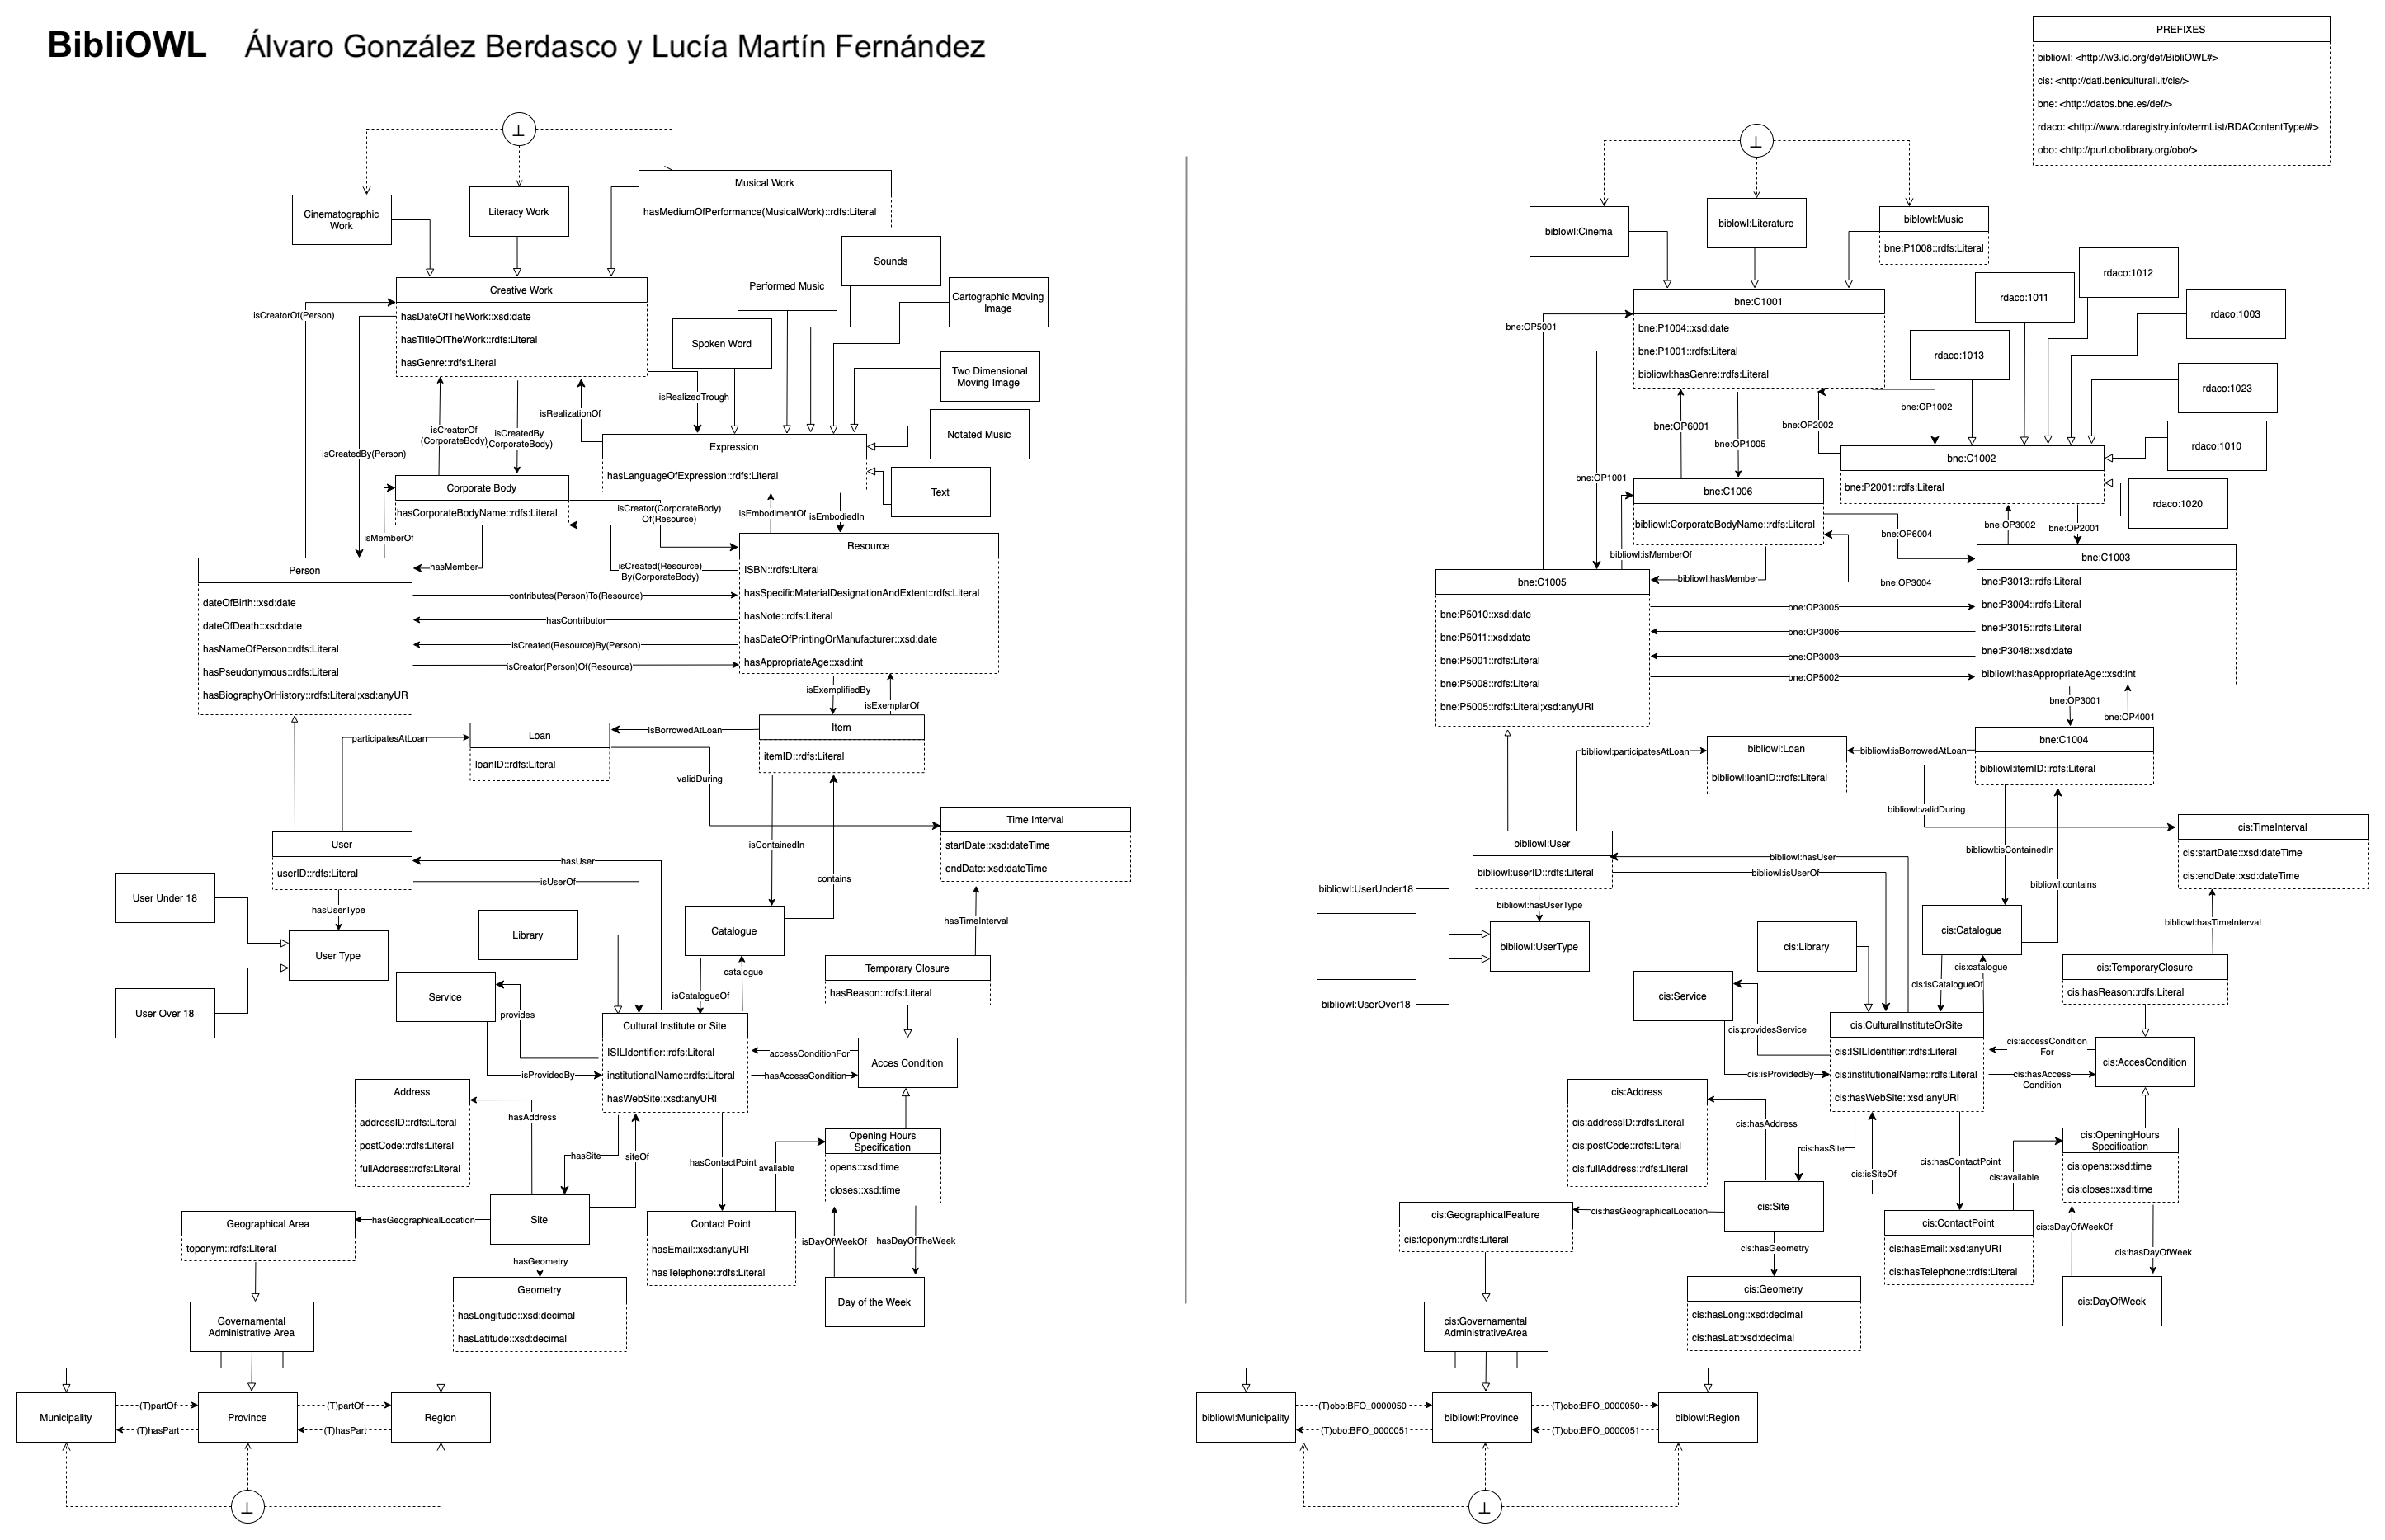 BibliOWL Álvaro González Berdasco y Lucía Martín Fernández
PREFIXES
bibliowl: <http://w3.id.org/def/BibliOWL#>
cis: <http://dati.beniculturali.it/cis/>
bne: <http://datos.bne.es/def/>
rdaco: <http://www.rdaregistry.info/termList/RDAContentType/#>
obo: <http://purl.obolibrary.org/obo/>
⊥
Cinematographic
Work
Literacy Work
Musical Work
hasMediumOfPerformance(MusicalWork)::rdfs:Literal
Creative Work
hasDateOfTheWork::xsd:date
hasTitleOfTheWork::rdfs:Literal
hasGenre::rdfs:Literal
Spoken Word
Performed Music
Sounds
Cartographic Moving
Image
Two Dimensional
Moving Image
Notated Music
Text
isCreatorOf(Person)
isCreatedBy(Person)
isCreatorOf
(CorporateBody)
isCreatedBy
(CorporateBody)
isRealizationOf
isRealizedTrough
Expression
hasLanguageOfExpression::rdfs:Literal
Corporate Body
hasCorporateBodyName::rdfs:Literal
isMemberOf
hasMember
isCreator(CorporateBody)
Of(Resource)
isCreated(Resource)
By(CorporateBody)
isEmbodimentOf
isEmbodiedIn
Resource
ISBN::rdfs:Literal
hasSpecificMaterialDesignationAndExtent::rdfs:Literal
hasNote::rdfs:Literal
hasDateOfPrintingOrManufacturer::xsd:date
hasAppropriateAge::xsd:int
Person
dateOfBirth::xsd:date
dateOfDeath::xsd:date
hasNameOfPerson::rdfs:Literal
hasPseudonymous::rdfs:Literal
hasBiographyOrHistory::rdfs:Literal;xsd:anyUR
contributes(Person)To(Resource)
hasContributor
isCreated(Resource)By(Person)
isCreator(Person)Of(Resource)
isExemplifiedBy
isExemplarOf
participatesAtLoan
Loan
loanID::rdfs:Literal
isBorrowedAtLoan
Item
itemID::rdfs:Literal
validDuring
Time Interval
startDate::xsd:dateTime
endDate::xsd:dateTime
isContainedIn
contains
User
userID::rdfs:Literal
hasUser
isUserOf
hasUserType
User Under 18
User Over 18
User Type
Library
Service
Catalogue
hasTimeInterval
Temporary Closure
hasReason::rdfs:Literal
catalogue
isCatalogueOf
provides
isProvidedBy
Cultural Institute or Site
ISILIdentifier::rdfs:Literal
institutionalName::rdfs:Literal
hasWebSite::xsd:anyURI
accessConditionFor
hasAccessCondition
Acces Condition
Address
addressID::rdfs:Literal
postCode::rdfs:Literal
fullAddress::rdfs:Literal
hasAddress
hasSite
siteOf
hasContactPoint
available
Opening Hours
Specification
opens::xsd:time
closes::xsd:time
Site
Geographical Area
toponym::rdfs:Literal
hasGeographicalLocation
hasGeometry
Contact Point
hasEmail::xsd:anyURI
hasTelephone::rdfs:Literal
isDayOfWeekOf
hasDayOfTheWeek
Day of the Week
Geometry
hasLongitude::xsd:decimal
hasLatitude::xsd:decimal
Governamental
Administrative Area
Municipality
(T)partOf
(T)hasPart
Province
(T)partOf
(T)hasPart
Region
⊥
⊥
biblowl:Cinema
biblowl:Literature
biblowl:Music
bne:P1008::rdfs:Literal
bne:C1001
bne:P1004::xsd:date
bne:P1001::rdfs:Literal
bibliowl:hasGenre::rdfs:Literal
rdaco:1013
rdaco:1011
rdaco:1012
rdaco:1003
rdaco:1023
rdaco:1010
rdaco:1020
bne:OP5001
bne:OP1001
bne:OP6001
bne:OP1005
bne:OP2002
bne:OP1002
bne:C1002
bne:P2001::rdfs:Literal
bne:C1006
bibliowl:CorporateBodyName::rdfs:Literal
bibliowl:isMemberOf
bibliowl:hasMember
bne:OP6004
bne:OP3004
bne:OP3002
bne:OP2001
bne:C1003
bne:P3013::rdfs:Literal
bne:P3004::rdfs:Literal
bne:P3015::rdfs:Literal
bne:P3048::xsd:date
bibliowl:hasAppropriateAge::xsd:int
bne:C1005
bne:P5010::xsd:date
bne:P5011::xsd:date
bne:P5001::rdfs:Literal
bne:P5008::rdfs:Literal
bne:P5005::rdfs:Literal;xsd:anyURI
bne:OP3005
bne:OP3006
bne:OP3003
bne:OP5002
bne:OP3001
bne:OP4001
bibliowl:participatesAtLoan
bibliowl:Loan
bibliowl:loanID::rdfs:Literal
bibliowl:isBorrowedAtLoan
bne:C1004
bibliowl:itemID::rdfs:Literal
bibliowl:validDuring
cis:TimeInterval
cis:startDate::xsd:dateTime
cis:endDate::xsd:dateTime
bibliowl:isContainedIn
bibliowl:contains
bibliowl:User
bibliowl:userID::rdfs:Literal
bibliowl:hasUser
bibliowl:isUserOf
bibliowl:hasUserType
bibliowl:UserUnder18
bibliowl:UserOver18
bibliowl:UserType
cis:Library
cis:Service
cis:Catalogue
bibliowl:hasTimeInterval
cis:TemporaryClosure
cis:hasReason::rdfs:Literal
cis:catalogue
cis:isCatalogueOf
cis:providesService
cis:isProvidedBy
cis:CulturalInstituteOrSite
cis:ISILIdentifier::rdfs:Literal
cis:institutionalName::rdfs:Literal
cis:hasWebSite::xsd:anyURI
cis:accessCondition
For
cis:hasAccess
Condition
cis:AccesCondition
cis:Address
cis:addressID::rdfs:Literal
cis:postCode::rdfs:Literal
cis:fullAddress::rdfs:Literal
cis:hasAddress
cis:hasSite
cis:isSiteOf
cis:hasContactPoint
cis:available
cis:OpeningHours
Specification
cis:opens::xsd:time
cis:closes::xsd:time
cis:Site
cis:GeographicalFeature
cis:toponym::rdfs:Literal
cis:hasGeographicalLocation
cis:hasGeometry
cis:ContactPoint
cis:hasEmail::xsd:anyURI
cis:hasTelephone::rdfs:Literal
cis:sDayOfWeekOf
cis:hasDayOfWeek
cis:DayOfWeek
cis:Geometry
cis:hasLong::xsd:decimal
cis:hasLat::xsd:decimal
cis:Governamental
AdministrativeArea
bibliowl:Municipality
(T)obo:BFO_0000050
(T)obo:BFO_0000051
bibliowl:Province
(T)obo:BFO_0000050
(T)obo:BFO_0000051
biblowl:Region
⊥